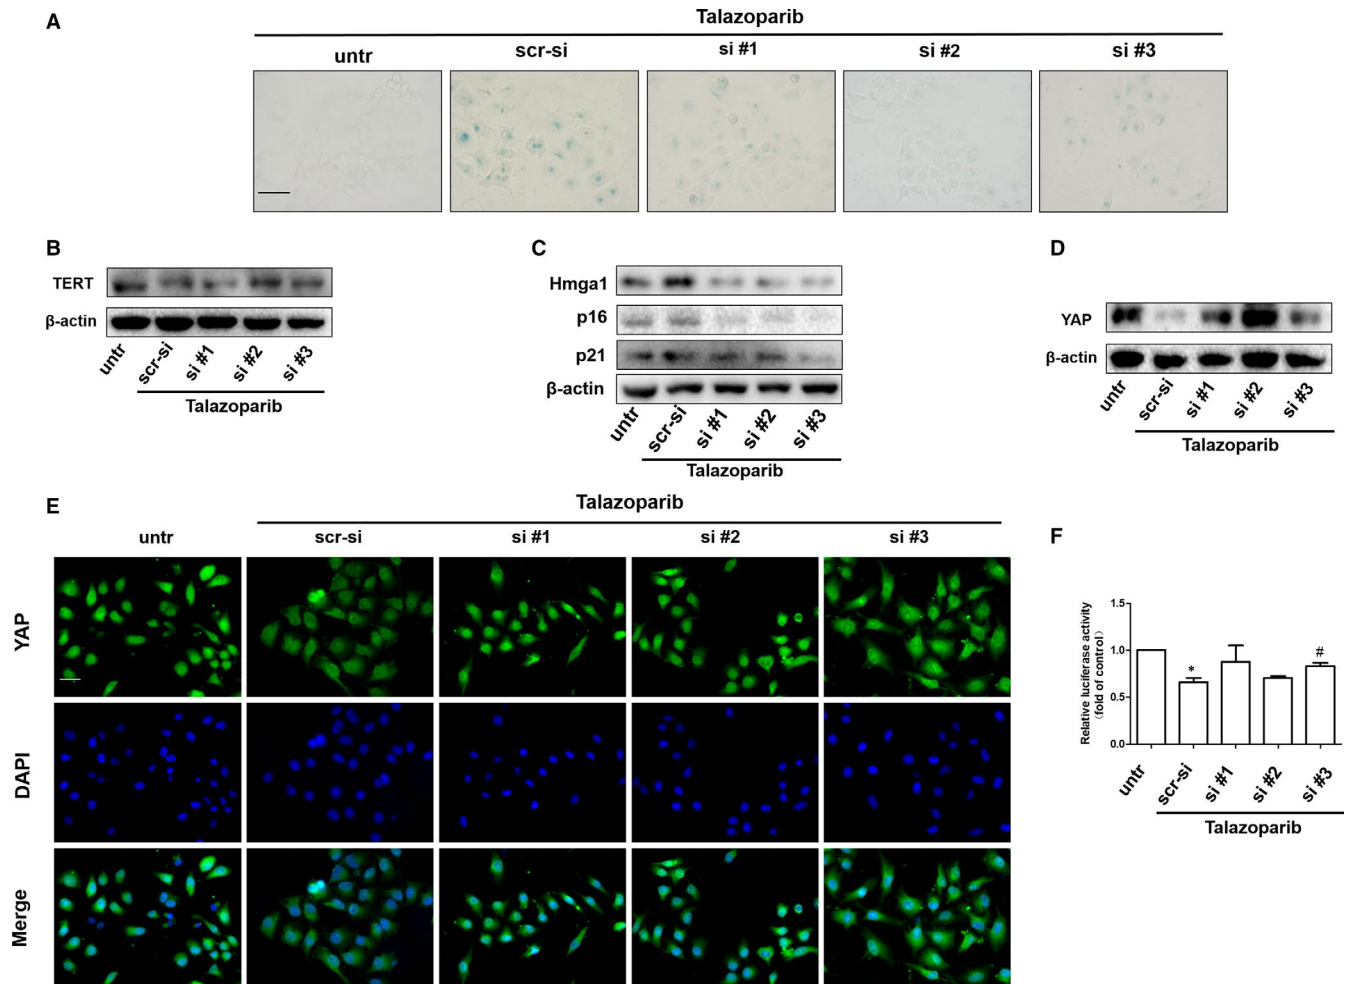 A
Talazoparib
untr
scr-si
si #1
si #2
si #3
B
TERT
β-actin
untr
scr-si
si #1
si #2
si #3
Talazoparib
C
Hmga1
p16
p21
β-actin
untr
scr-si
si #1
si #2
si #3
Talazoparib
D
YAP
β-actin
untr
scr-si
si #1
si #2
si #3
Talazoparib
E
Talazoparib
untr
scr-si
si #1
si #2
si #3
YAP
DAPI
Merge
F
Relative luciferase activity
(fold of control)
1.5
1.0
0.5
0.0
*
#
untr
scr-si
si #1
si #2
si #3
Talazoparib